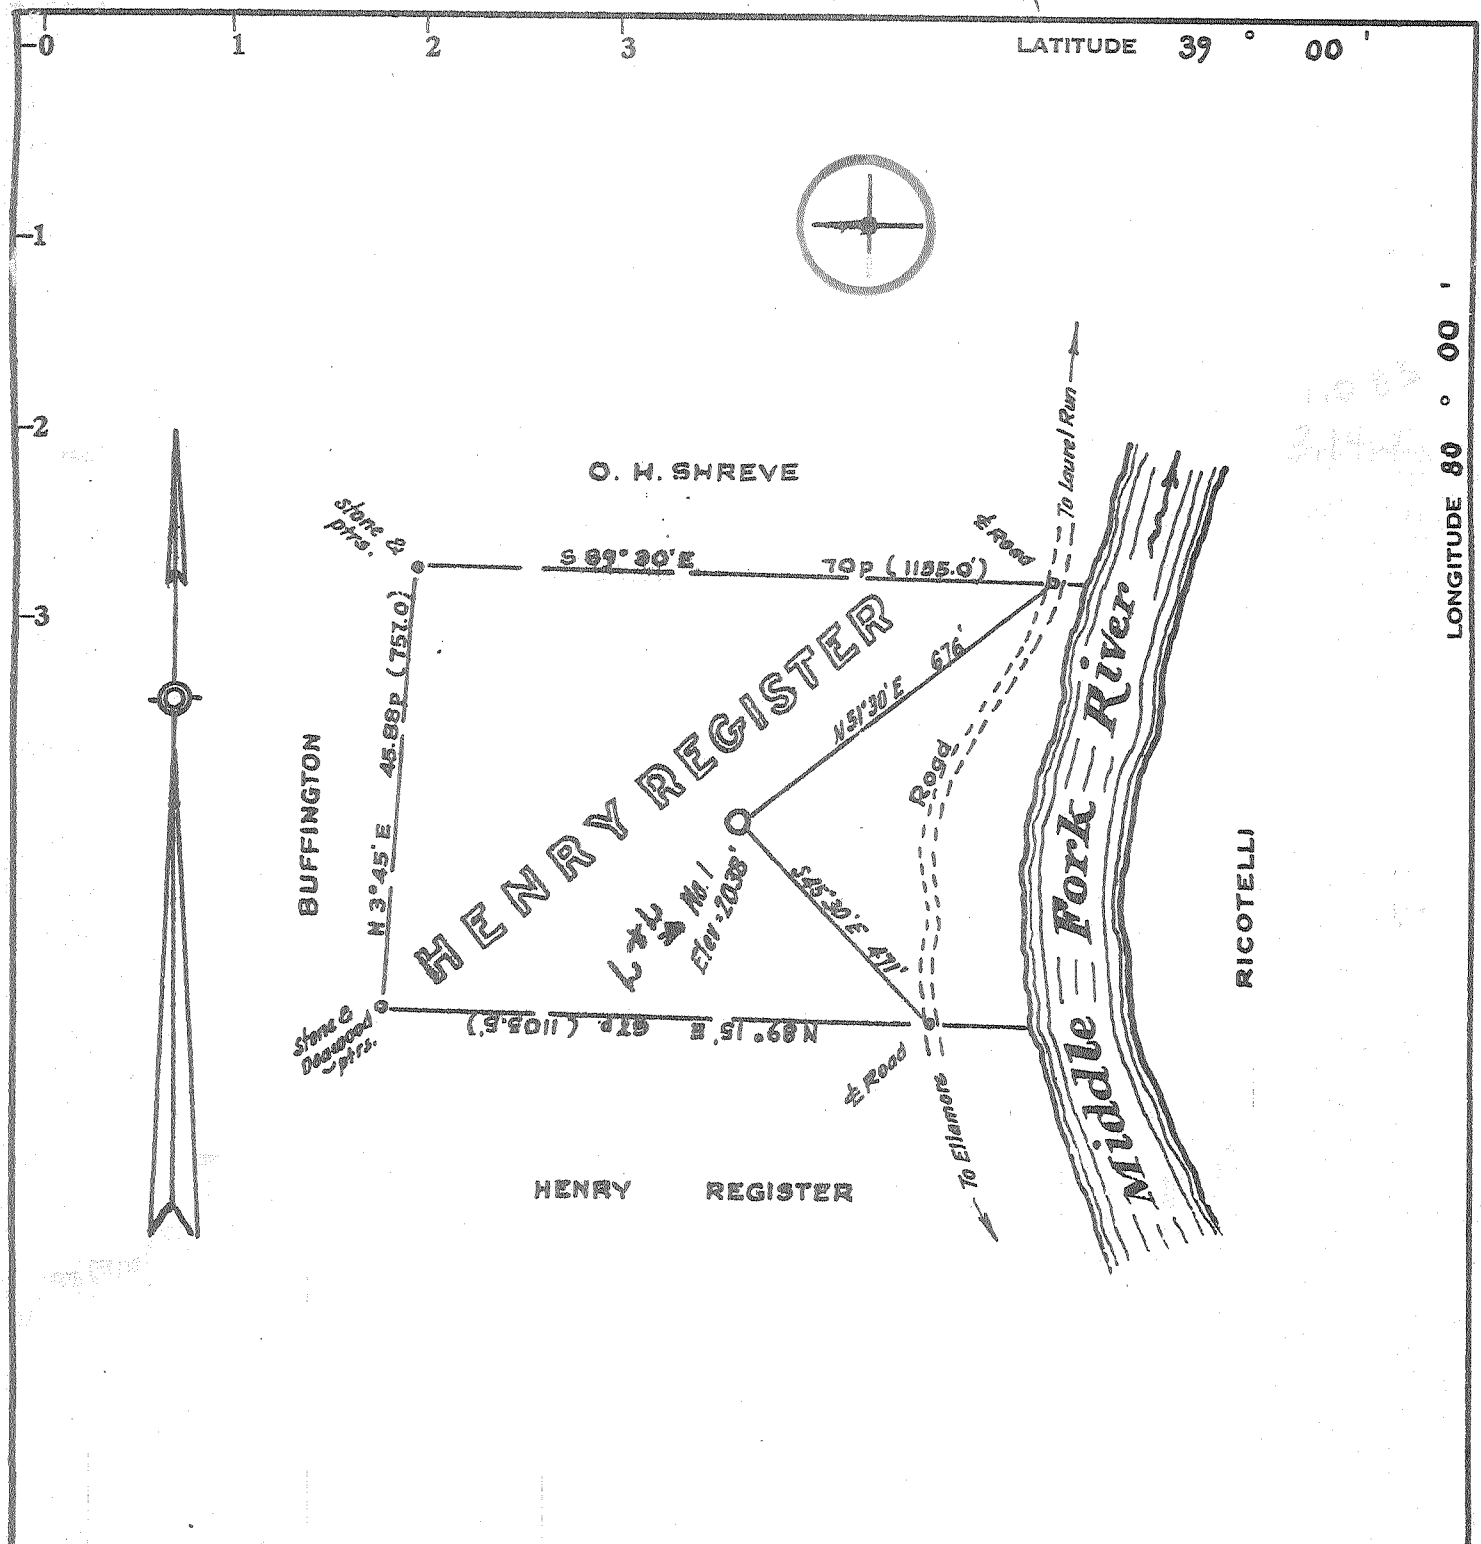 0 1 2 3
LATITUDE 39 ° 00 '
1
2
3
LONGITUDE 80 ° 00 '
To Laurel Run
O. H. SHREVE
Stone &
ptrs.
℄ Road
S 89° 30' E 70p (1155.0')
N 3° 45' E 45.88p (757.0)
BUFFINGTON
HENRY REGISTER
N 51° 30' E 676'
Road
No. 1
Elev = 2038'
S 45° 30' E 471'
Middle Fork River
RICOTELLI
Stone &
Dogwood
ptrs.
N 89° 15' E 67p. (1105.5')
℄ Road
To Ellamore
HENRY REGISTER